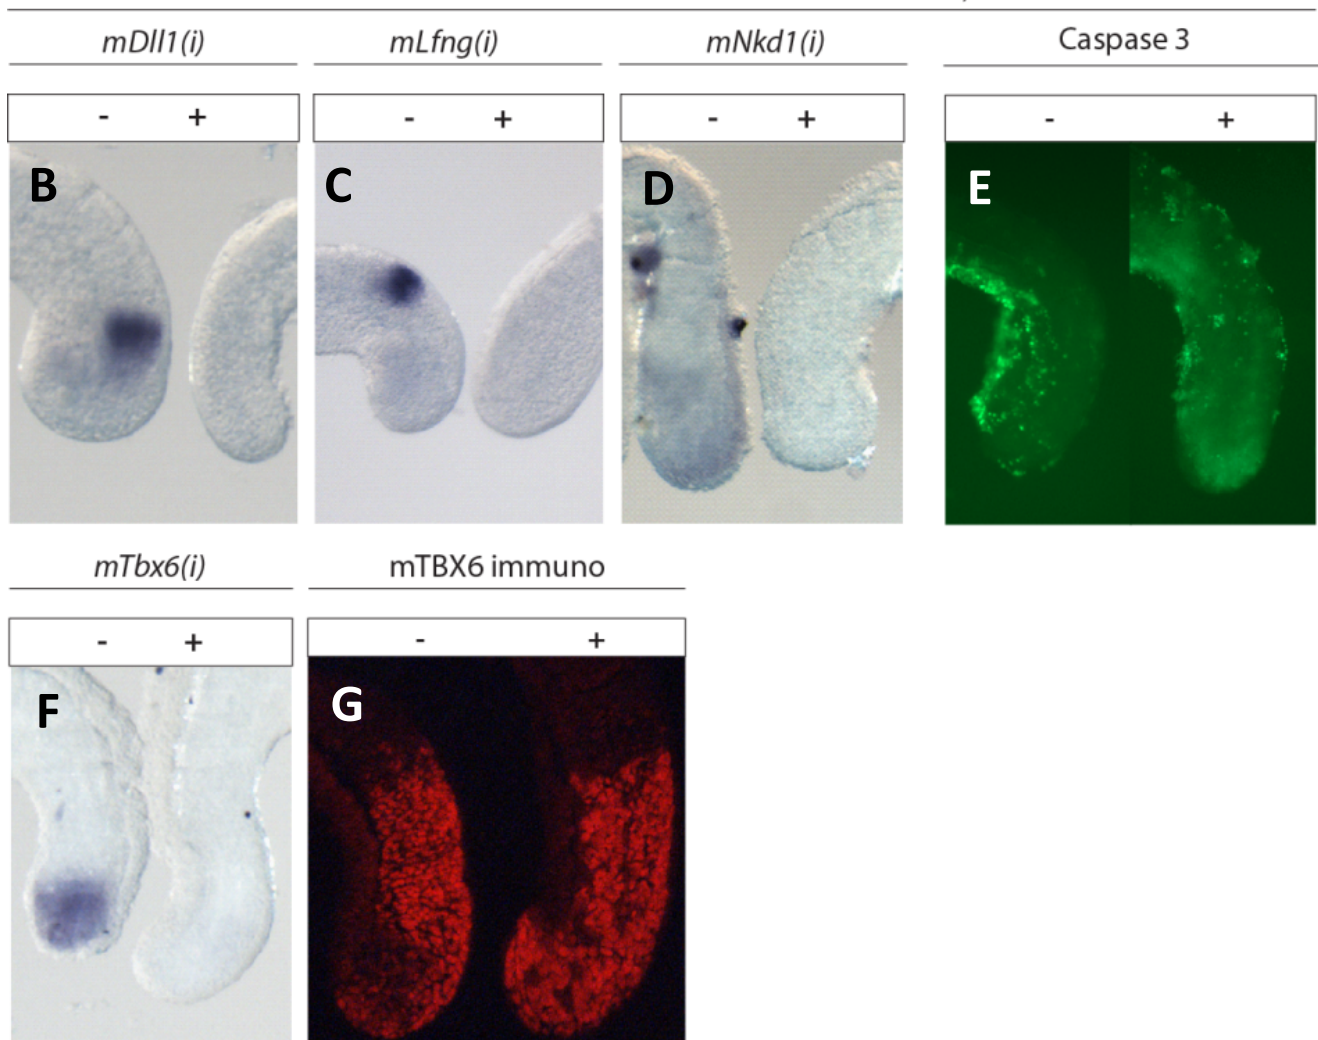 mDll1(i) mLfng(i) mNkd1(i) Caspase 3
- + - + - + - +
B C D E
mTbx6(i) mTBX6 immuno
- + - +
F G